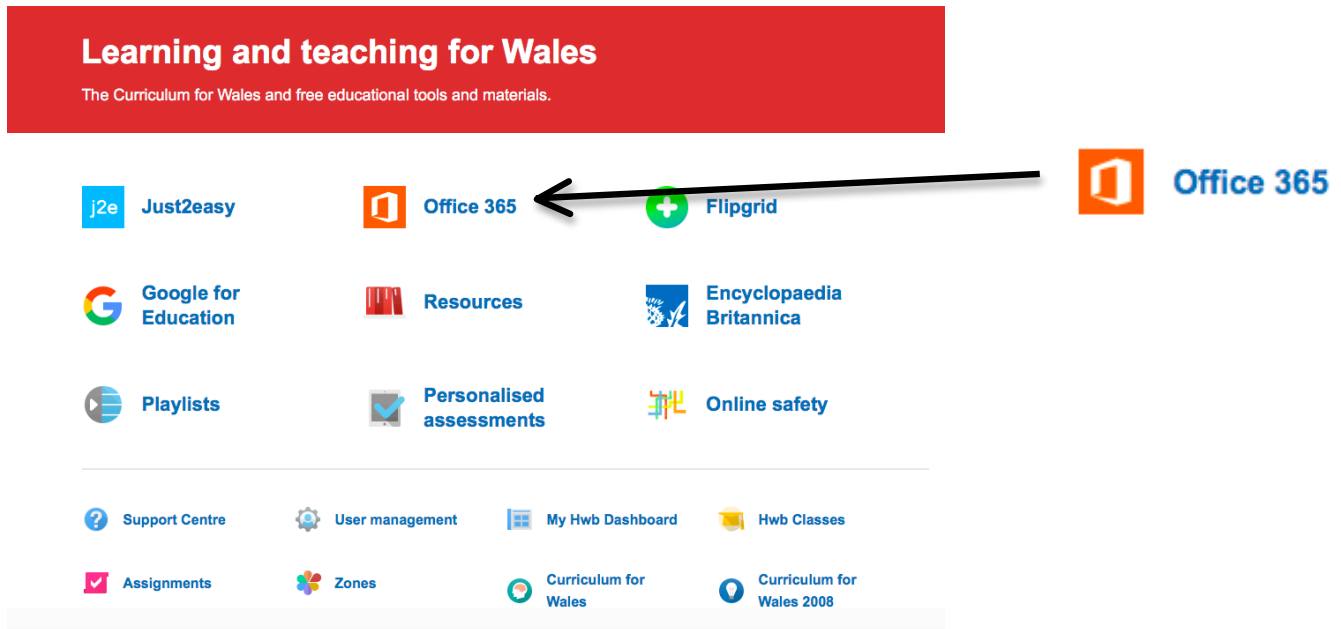 Learning and teaching for Wales
The Curriculum for Wales and free educational tools and materials.
Office 365
j2e Just2easy
Office 365
Flipgrid
Google for
Education
Resources
Encyclopaedia
Britannica
Playlists
Personalised
assessments
Online safety
Support Centre
User management
My Hwb Dashboard
Hwb Classes
Assignments
Zones
Curriculum for
Wales
Curriculum for
Wales 2008